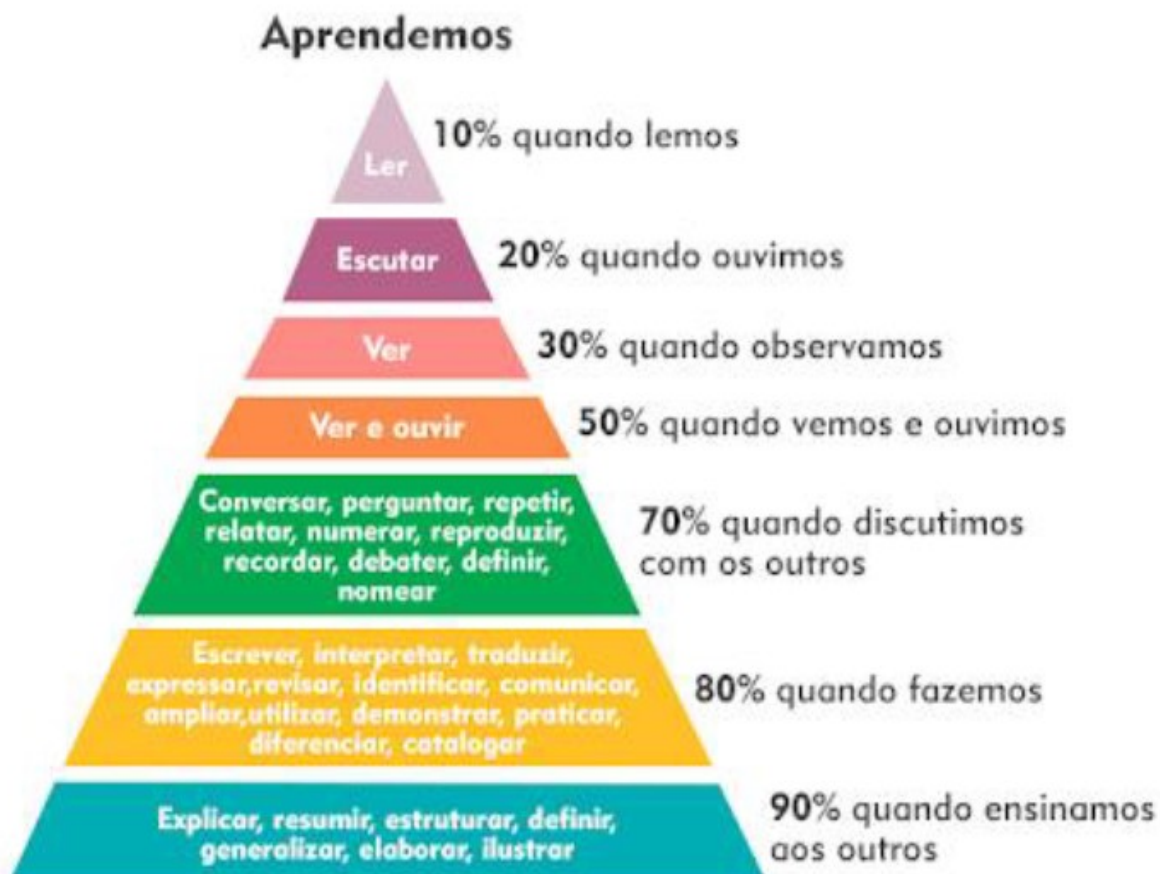 Aprendemos
Ler
10% quando lemos
Escutar
20% quando ouvimos
Ver
30% quando observamos
Ver e ouvir
50% quando vemos e ouvimos
Conversar, perguntar, repetir,
relatar, numerar, reproduzir,
recordar, debater, definir,
nomear
70% quando discutimos
com os outros
Escrever, interpretar, traduzir,
expressar,revisar, identificar, comunicar,
ampliar,utilizar, demonstrar, praticar,
diferenciar, catalogar
80% quando fazemos
Explicar, resumir, estruturar, definir,
generalizar, elaborar, ilustrar
90% quando ensinamos
aos outros